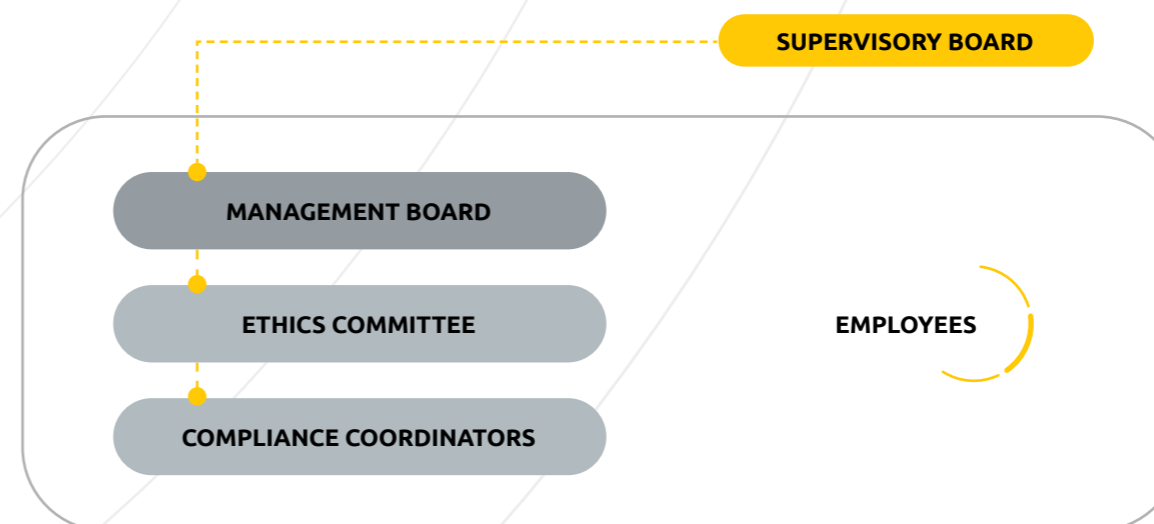 SUPERVISORY BOARD
MANAGEMENT BOARD
ETHICS COMMITTEE
EMPLOYEES
COMPLIANCE COORDINATORS